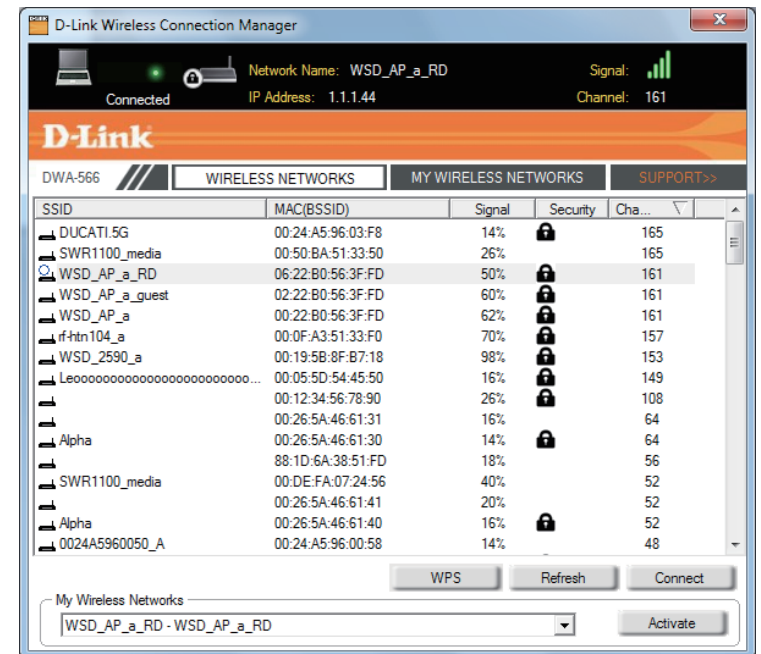 D-Link Wireless Connection Manager
Network Name: WSD_AP_a_RD Signal:
Connected IP Address: 1.1.1.44 Channel: 161
D-Link
DWA-566 WIRELESS NETWORKS MY WIRELESS NETWORKS SUPPORT>>
SSID MAC(BSSID) Signal Security Cha...
DUCATI.5G 00:24:A5:96:03:F8 14% 165
SWR1100_media 00:50:BA:51:33:50 26% 165
WSD_AP_a_RD 06:22:B0:56:3F:FD 50% 161
WSD_AP_a_guest 02:22:B0:56:3F:FD 60% 161
WSD_AP_a 00:22:B0:56:3F:FD 62% 161
rf-htn104_a 00:0F:A3:51:33:F0 70% 157
WSD_2590_a 00:19:5B:8F:B7:18 98% 153
Leoooooooooooooooooooooooo... 00:05:5D:54:45:50 16% 149
00:12:34:56:78:90 26% 108
00:26:5A:46:61:31 16% 64
Alpha 00:26:5A:46:61:30 14% 64
88:1D:6A:38:51:FD 18% 56
SWR1100_media 00:DE:FA:07:24:56 40% 52
00:26:5A:46:61:41 20% 52
Alpha 00:26:5A:46:61:40 16% 52
0024A5960050_A 00:24:A5:96:00:58 14% 48
WPS Refresh Connect
My Wireless Networks
WSD_AP_a_RD - WSD_AP_a_RD Activate